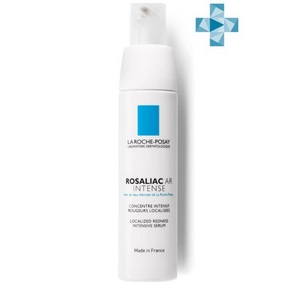 LA ROCHE-POSAY
LABORATOIRE DERMATOLOGIQUE
ROSALIAC AR
INTENSE
CONCENTRÉ INTENSIF
ROUGEURS LOCALISÉES
LOCALIZED REDNESS
INTENSIVE SERUM
Made in France